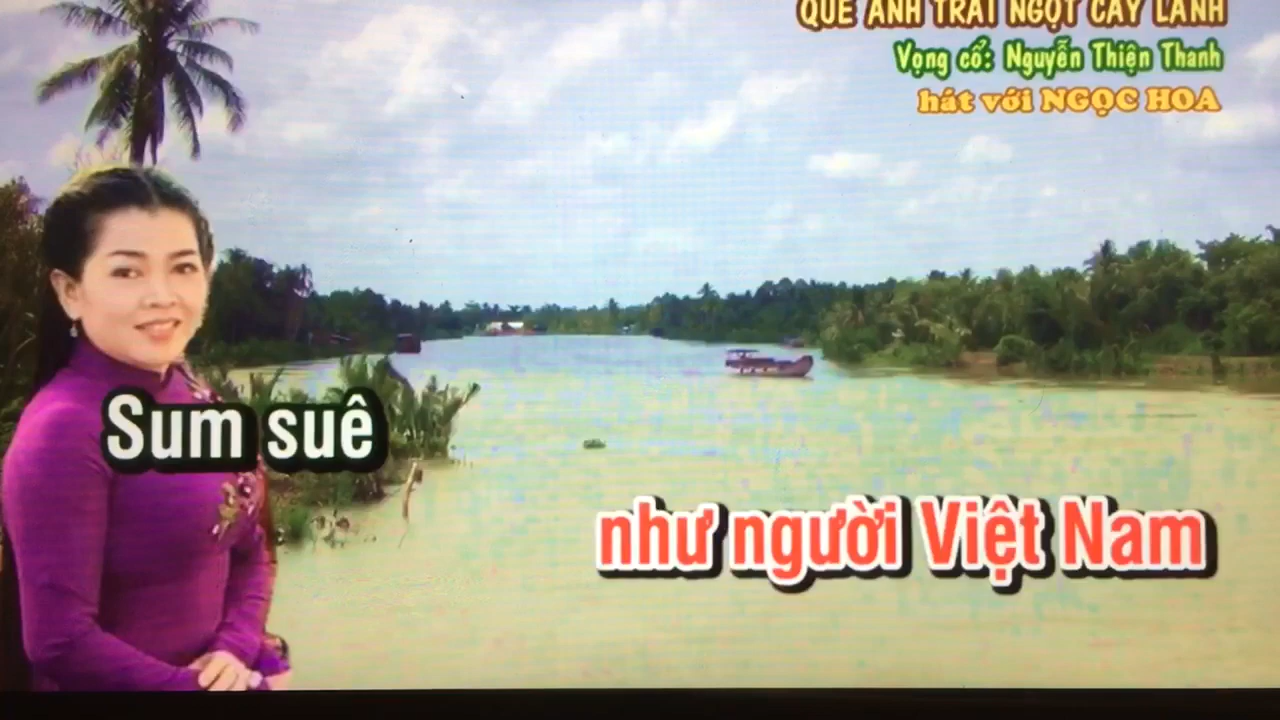 QUÊ ANH TRÁI NGỌT CÂY LÀNH
Vọng cổ: Nguyễn Thiện Thanh
hát với NGỌC HOA
Sum suê
như người Việt Nam